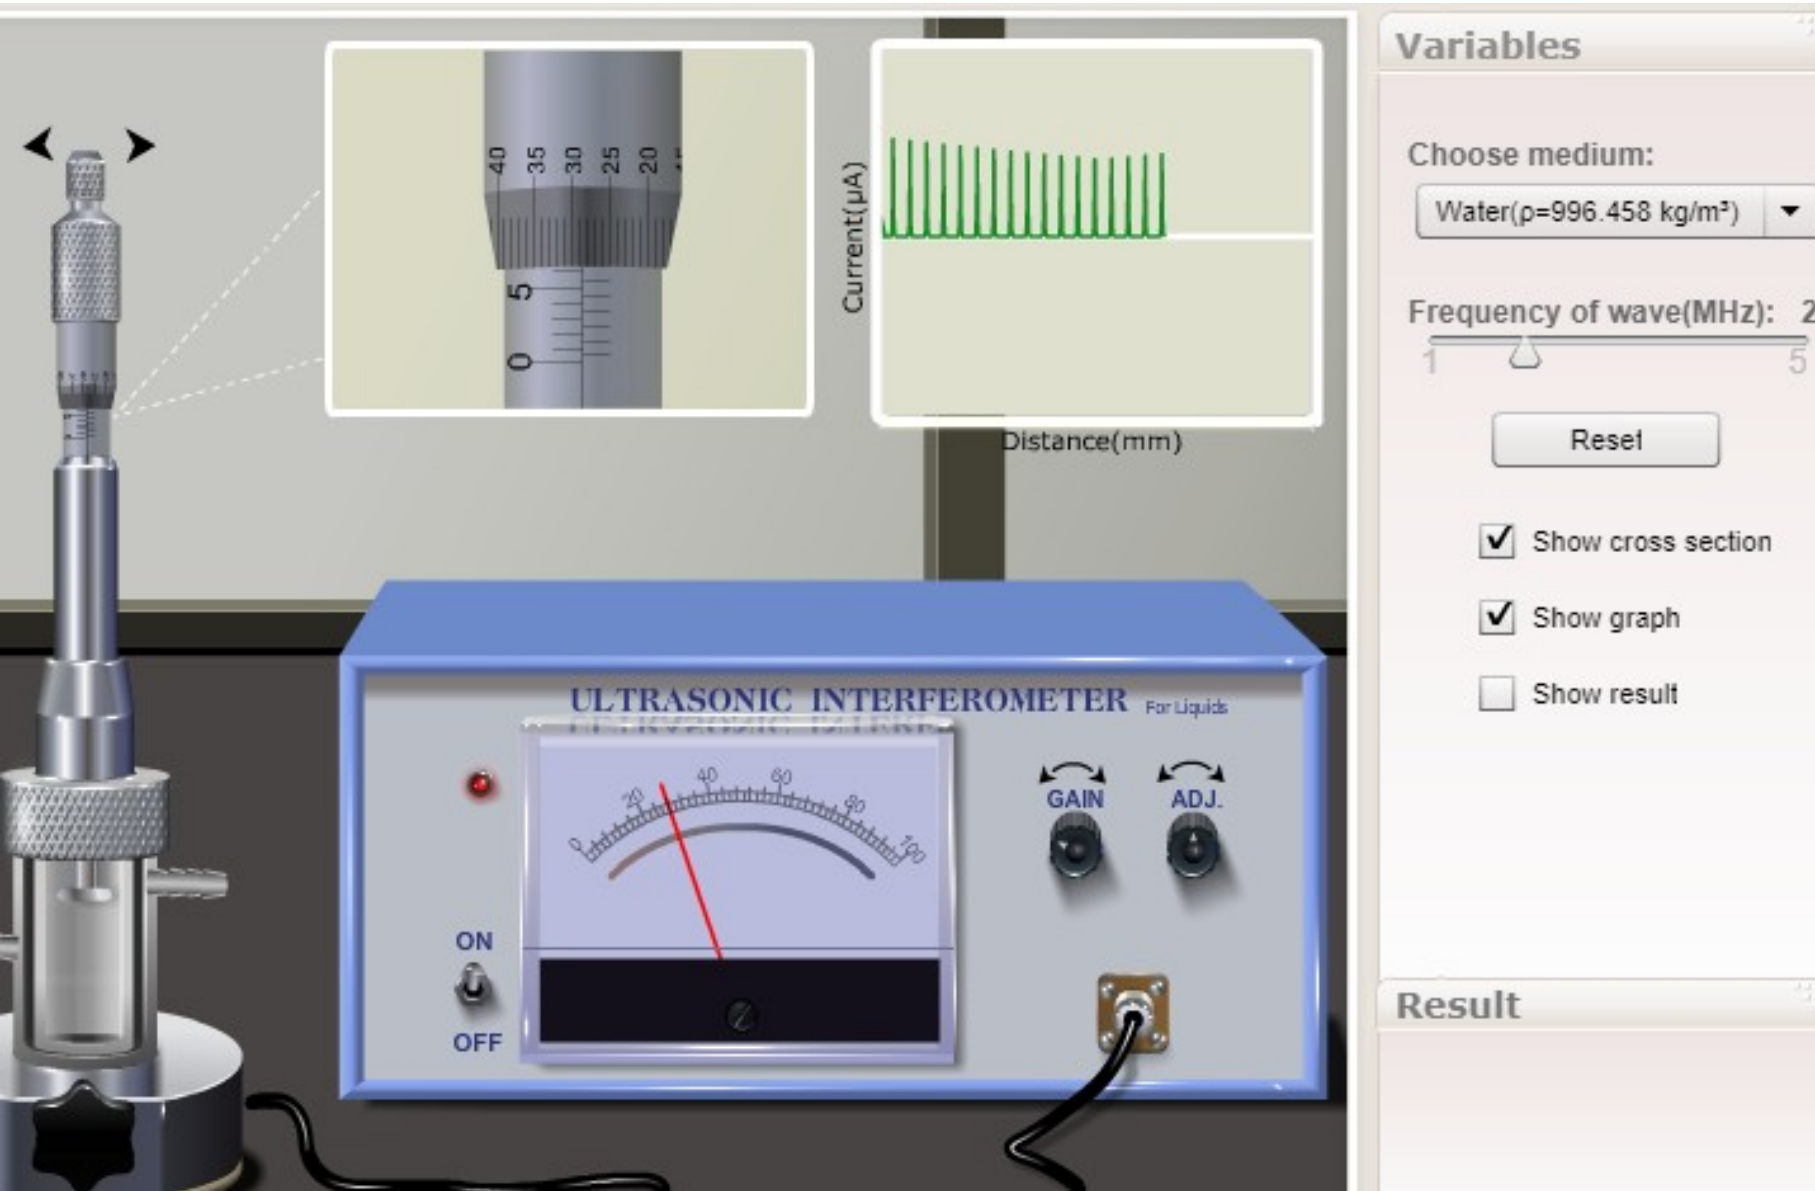 40 35 30 25 20
5
0
Current(μA)
Distance(mm)
Variables
Choose medium:
Water(ρ=996.458 kg/m³)
Frequency of wave(MHz): 2
1 5
Reset
Show cross section
Show graph
Show result
ULTRASONIC INTERFEROMETER For Liquids
0 20 40 60 80 100
GAIN ADJ.
ON
OFF
Result